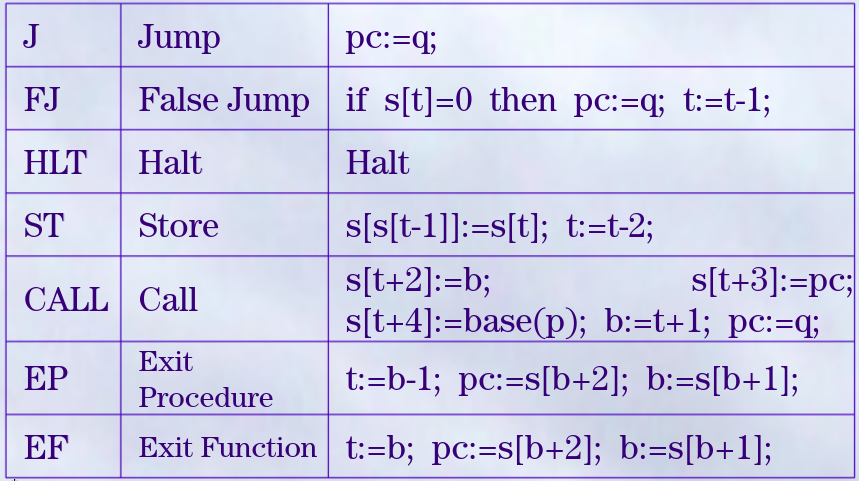 J Jump pc:=q;
FJ False Jump if s[t]=0 then pc:=q; t:=t-1;
HLT Halt Halt
ST Store s[s[t-1]]:=s[t]; t:=t-2;
CALL Call s[t+2]:=b; s[t+3]:=pc;
s[t+4]:=base(p); b:=t+1; pc:=q;
EP Exit
Procedure t:=b-1; pc:=s[b+2]; b:=s[b+1];
EF Exit Function t:=b; pc:=s[b+2]; b:=s[b+1];